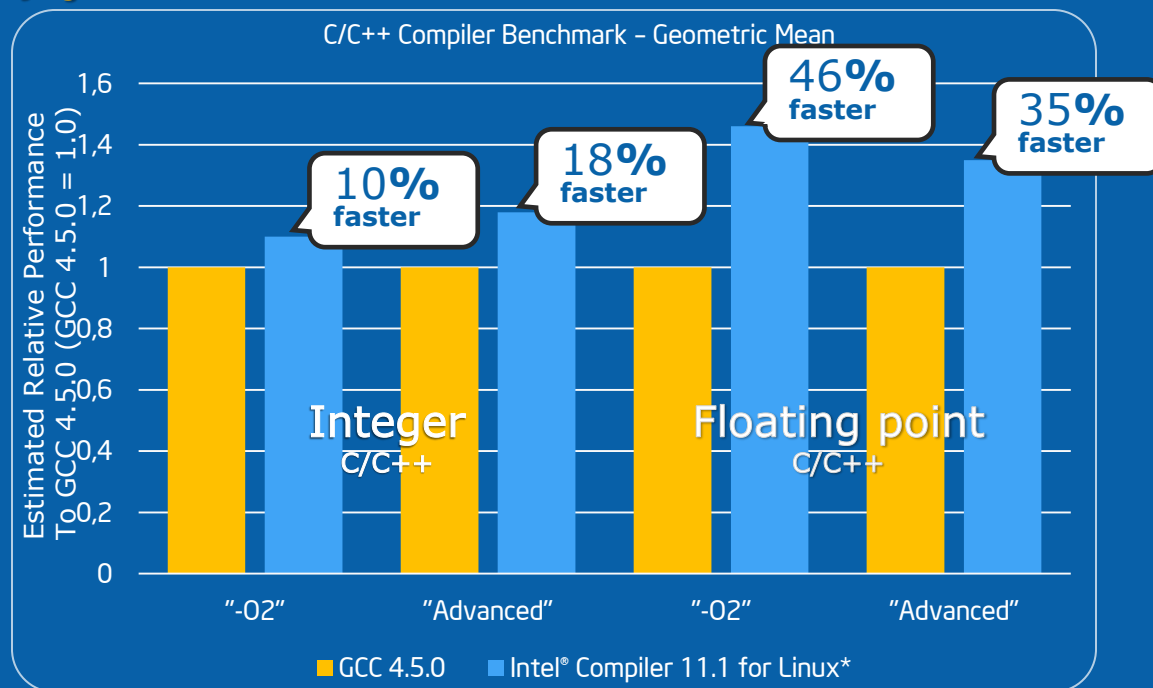 C/C++ Compiler Benchmark – Geometric Mean
Estimated Relative Performance
To GCC 4.5.0 (GCC 4.5.0 = 1.0)
1,6
1,4
1,2
1
0,8
0,6
0,4
0,2
0
10%
faster
18%
faster
46%
faster
35%
faster
Integer
C/C++
Floating point
C/C++
"-O2"
"Advanced"
"-O2"
"Advanced"
GCC 4.5.0
Intel® Compiler 11.1 for Linux*